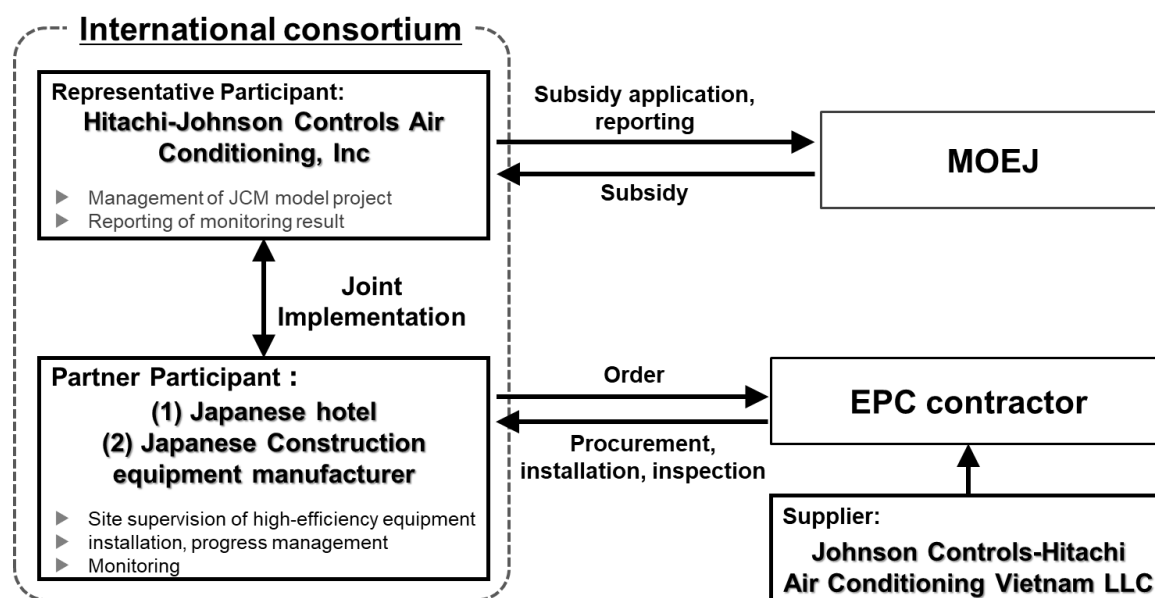 International consortium
Representative Participant:
Hitachi-Johnson Controls Air
Conditioning, Inc
Management of JCM model project
Reporting of monitoring result
Subsidy application,
reporting
Subsidy
MOEJ
Joint
Implementation
Partner Participant :
(1) Japanese hotel
(2) Japanese Construction
equipment manufacturer
Site supervision of high-efficiency equipment
installation, progress management
Monitoring
Order
Procurement,
installation, inspection
EPC contractor
Supplier:
Johnson Controls-Hitachi
Air Conditioning Vietnam LLC